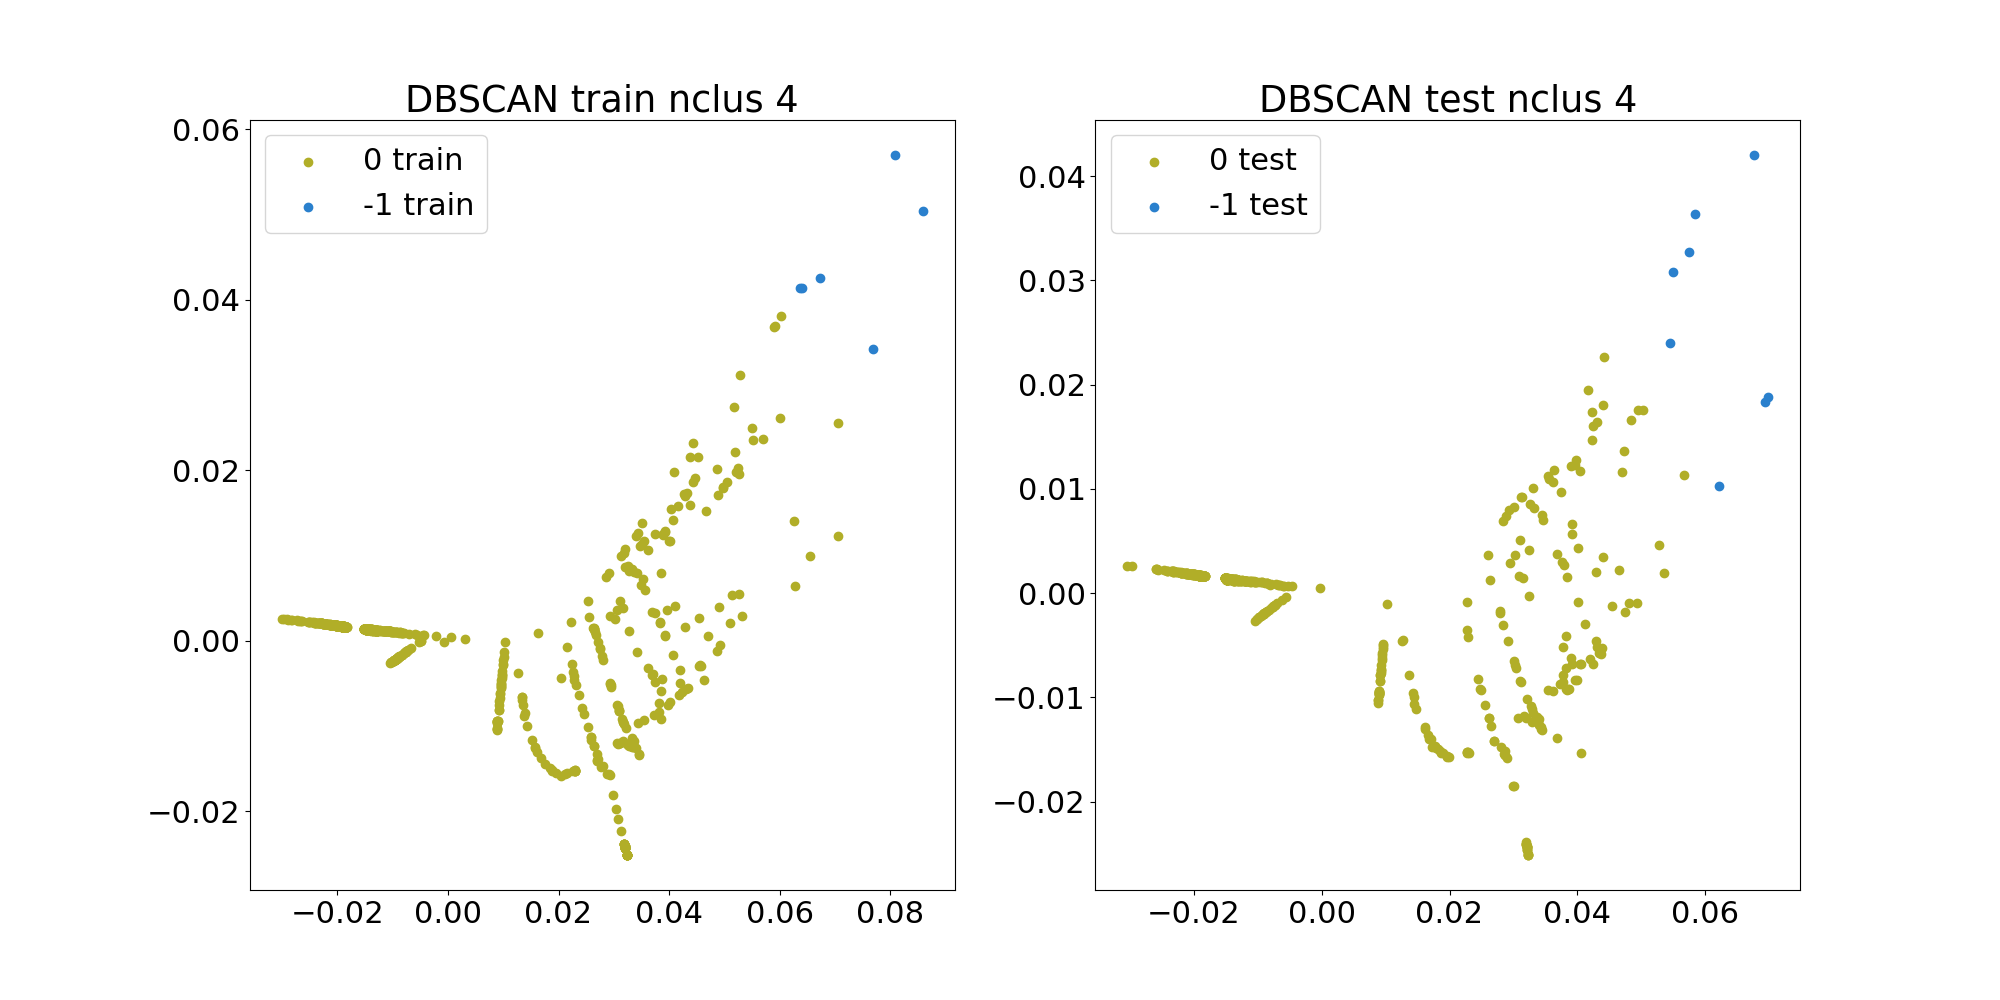 DBSCAN train nclus 4
0 train
-1 train
0.06
0.04
0.02
0.00
−0.02
−0.02 0.00 0.02 0.04 0.06 0.08
DBSCAN test nclus 4
0 test
-1 test
0.04
0.03
0.02
0.01
0.00
−0.01
−0.02
−0.02 0.00 0.02 0.04 0.06